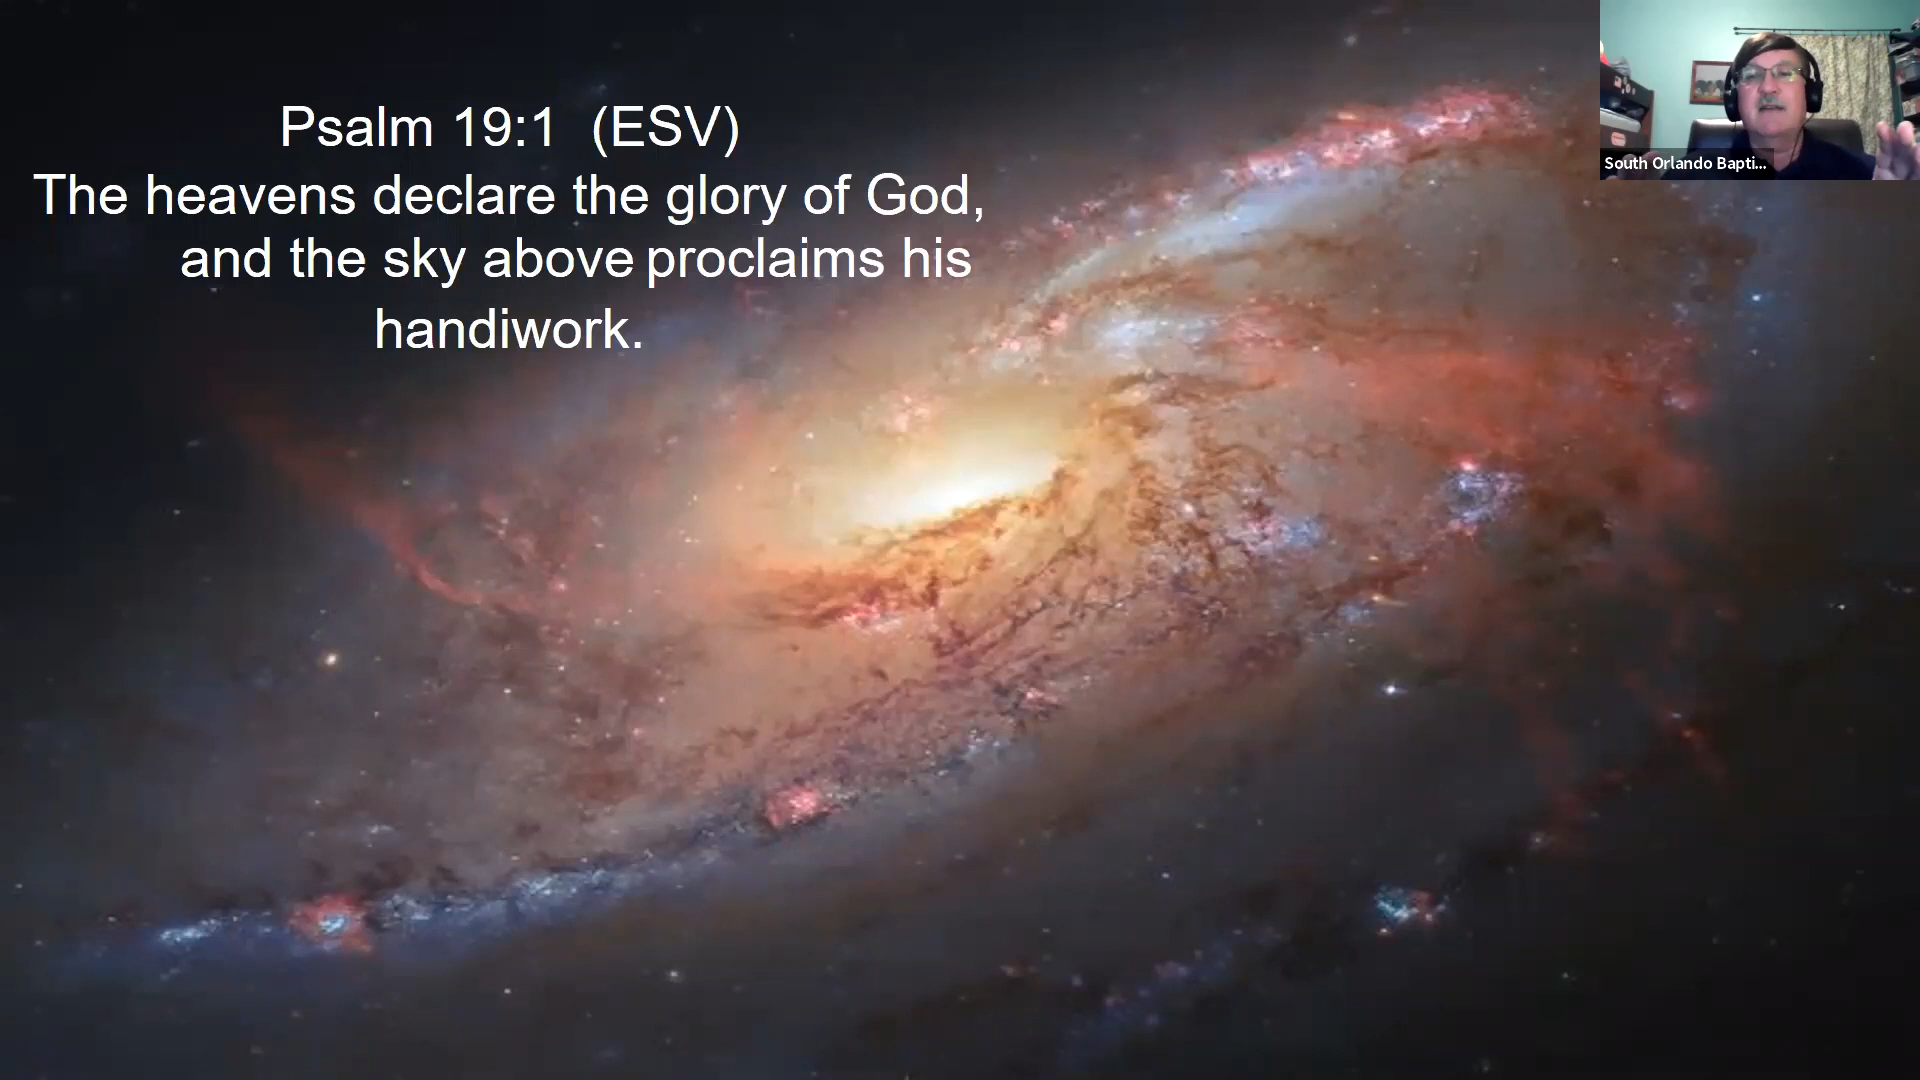 Psalm 19:1 (ESV)
The heavens declare the glory of God,
and the sky above proclaims his
handiwork.
South Orlando Bapti...